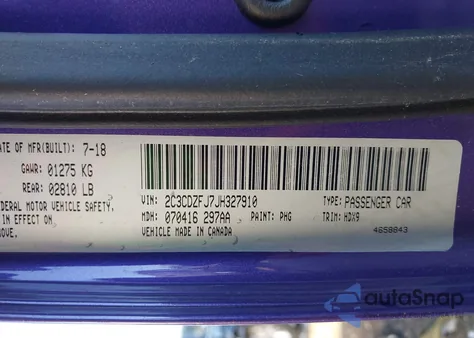 ATE OF MFR(BUILT): 7-18
GAWR: 01275 KG
REAR: 02810 LB
DERAL MOTOR VEHICLE SAFETY.
IN EFFECT ON
OVE.
VIN: 2C3CDZFJ7JH327910
TYPE: PASSENGER CAR
MDH: 070416 297AA
PAINT: PHG
TRIM: HDX9
VEHICLE MADE IN CANADA
4658843
autoSnap